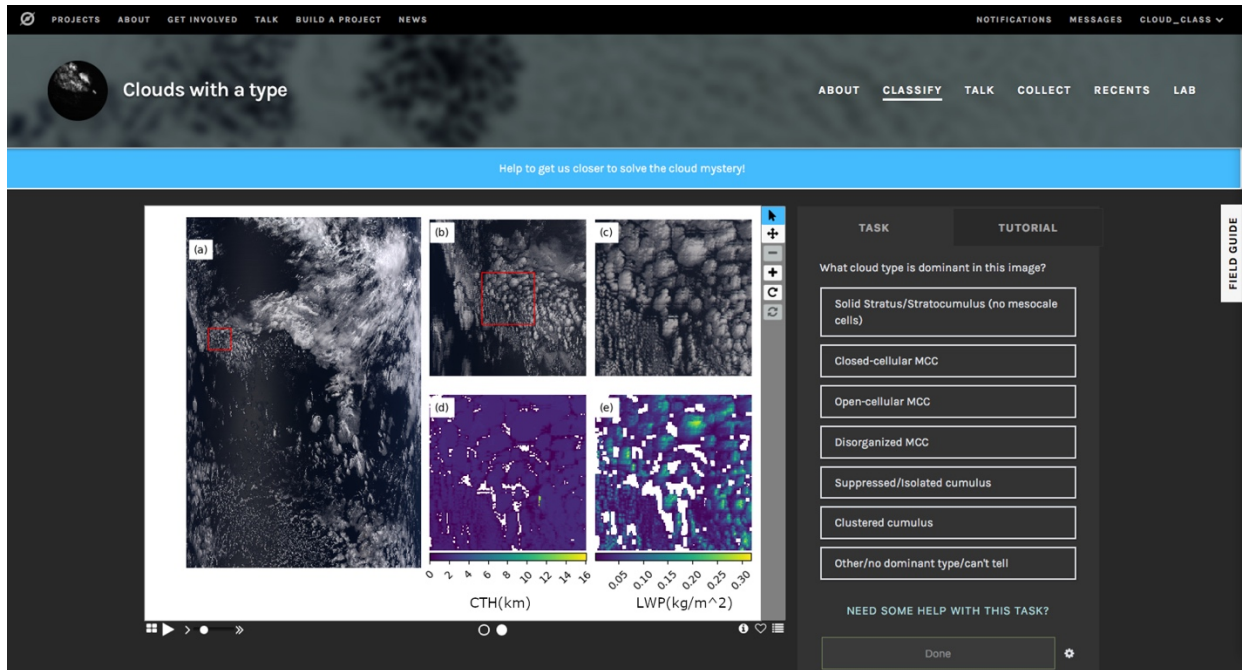 PROJECTS ABOUT GET INVOLVED TALK BUILD A PROJECT NEWS NOTIFICATIONS MESSAGES CLOUD_CLASS
Clouds with a type
ABOUT CLASSIFY TALK COLLECT RECENTS LAB
Help to get us closer to solve the cloud mystery!
FIELD GUIDE
(a)
(b)
(c)
(d)
(e)
0 2 4 6 8 10 12 14 16
CTH(km)
0.05 0.10 0.15 0.20 0.25 0.30
LWP(kg/m^2)
TASK TUTORIAL
What cloud type is dominant in this image?
Solid Stratus/Stratocumulus (no mesocale
cells)
Closed-cellular MCC
Open-cellular MCC
Disorganized MCC
Suppressed/Isolated cumulus
Clustered cumulus
Other/no dominant type/can't tell
NEED SOME HELP WITH THIS TASK?
Done